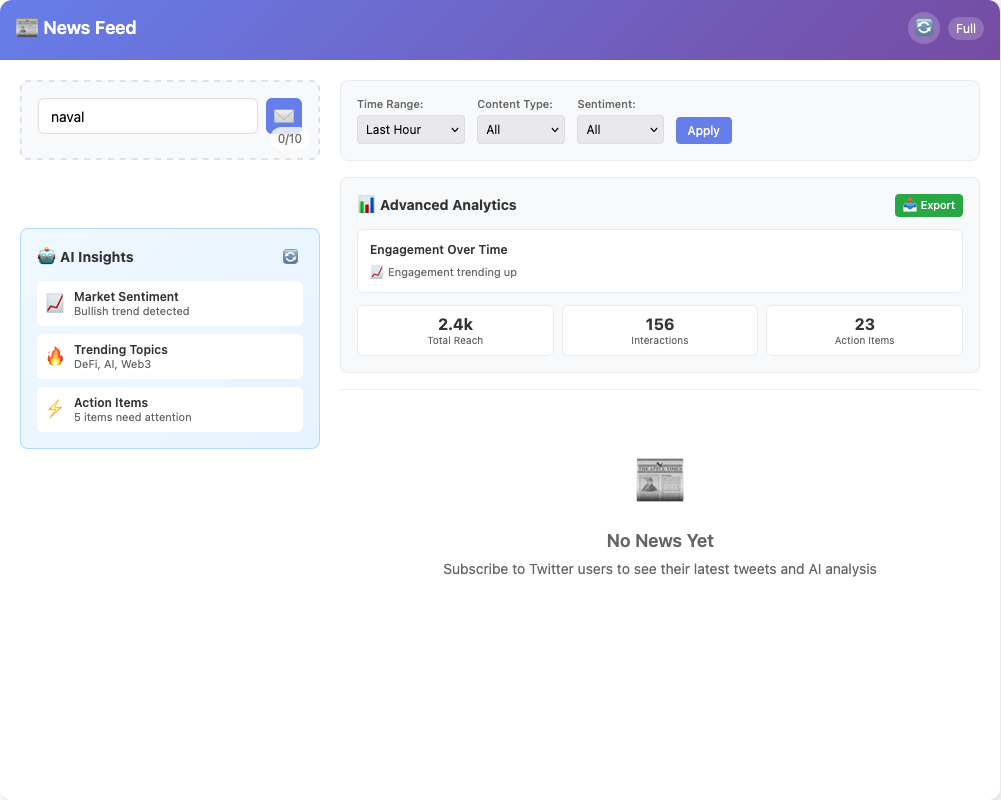 News Feed
Full
naval
0/10
Time Range:
Content Type:
Sentiment:
Last Hour
All
All
Apply
AI Insights
Market Sentiment
Bullish trend detected
Trending Topics
DeFi, AI, Web3
Action Items
5 items need attention
Advanced Analytics
Export
Engagement Over Time
Engagement trending up
2.4k
Total Reach
156
Interactions
23
Action Items
No News Yet
Subscribe to Twitter users to see their latest tweets and AI analysis